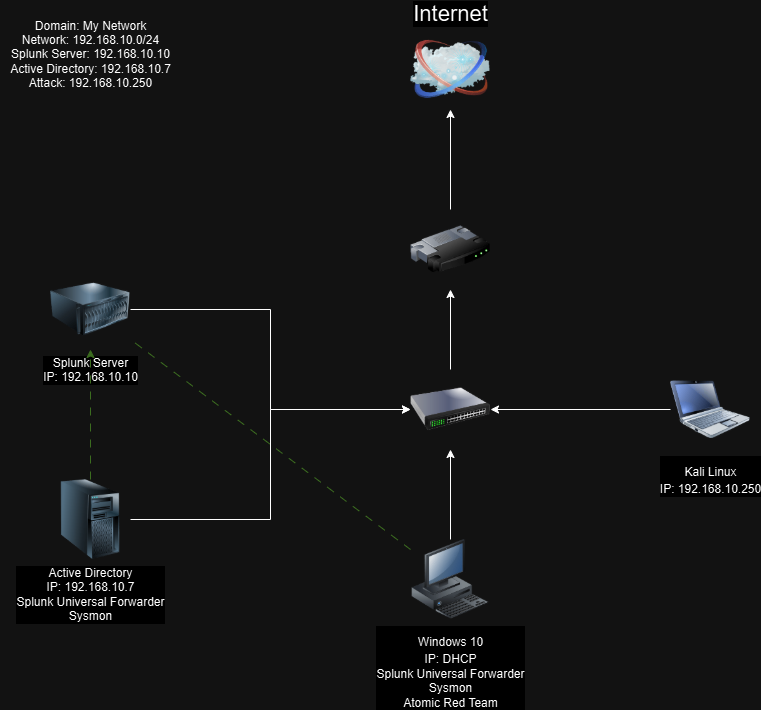 Internet
Domain: My Network
Network: 192.168.10.0/24
Splunk Server: 192.168.10.10
Active Directory: 192.168.10.7
Attack: 192.168.10.250
Splunk Server
IP: 192.168.10.10
Kali Linux
IP: 192.168.10.250
Active Directory
IP: 192.168.10.7
Splunk Universal Forwarder
Sysmon
Windows 10
IP: DHCP
Splunk Universal Forwarder
Sysmon
Atomic Red Team